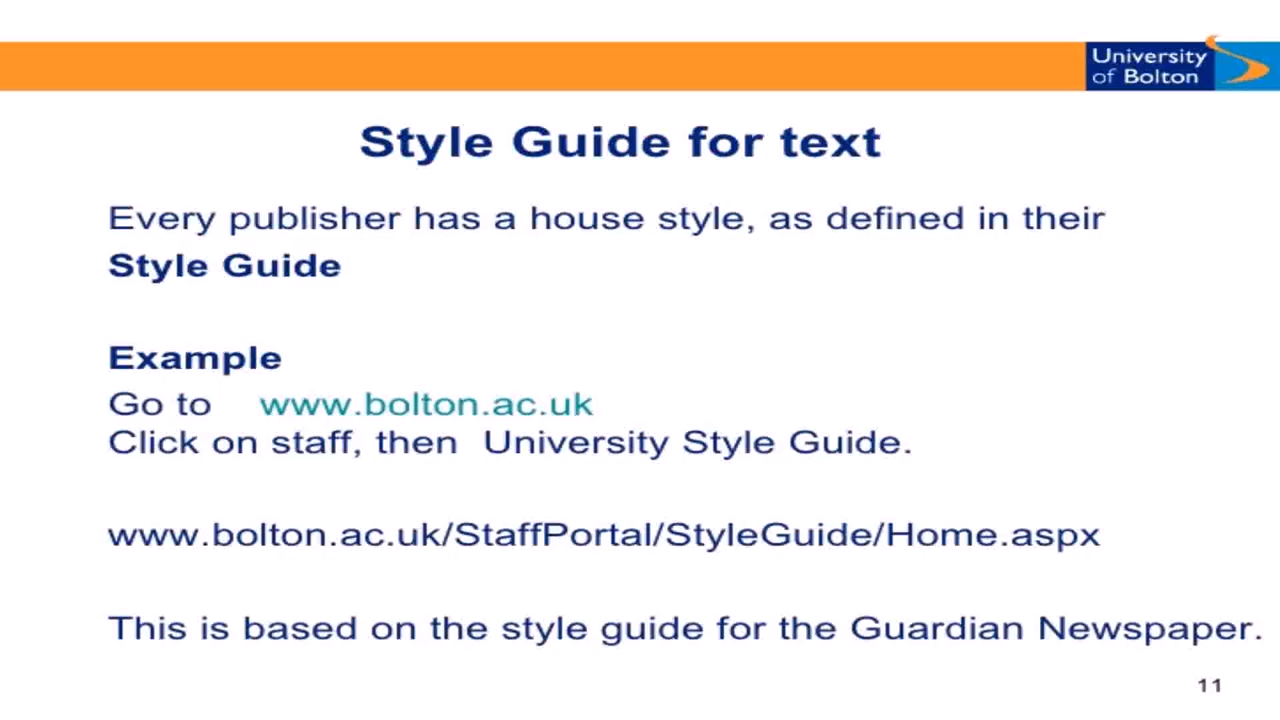 University
of Bolton
Style Guide for text
Every publisher has a house style, as defined in their
Style Guide
Example
Go to www.bolton.ac.uk
Click on staff, then University Style Guide.
www.bolton.ac.uk/StaffPortal/StyleGuide/Home.aspx
This is based on the style guide for the Guardian Newspaper.
11